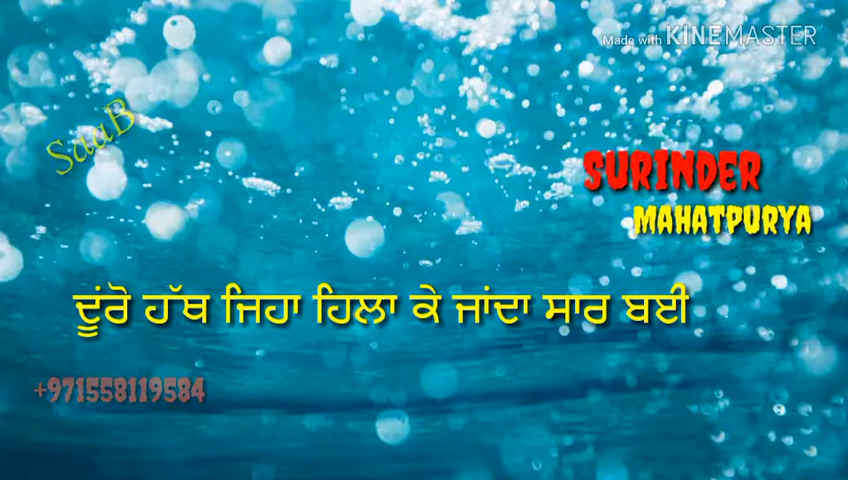 Made with KINEMASTER
SaaB
SURINDER
MAHATPURYA
ਦੂੰਰੋ ਹੱਥ ਜਿਹਾ ਹਿਲਾ ਕੇ ਜਾਂਦਾ ਸਾਰ ਬਈ
+971558119584